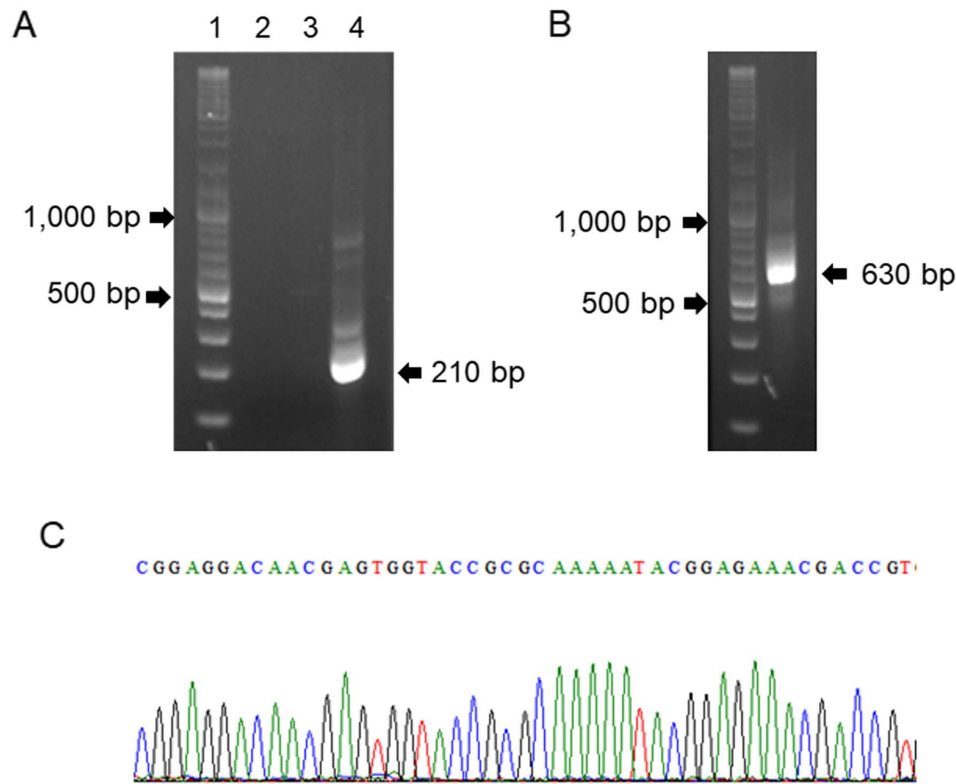 A
1 2 3 4
1,000 bp
500 bp
210 bp
B
1,000 bp
500 bp
630 bp
C
CGGAGGACAACGAGTGGTACCGCGCAAAAATACGGAGAAACGACCGT